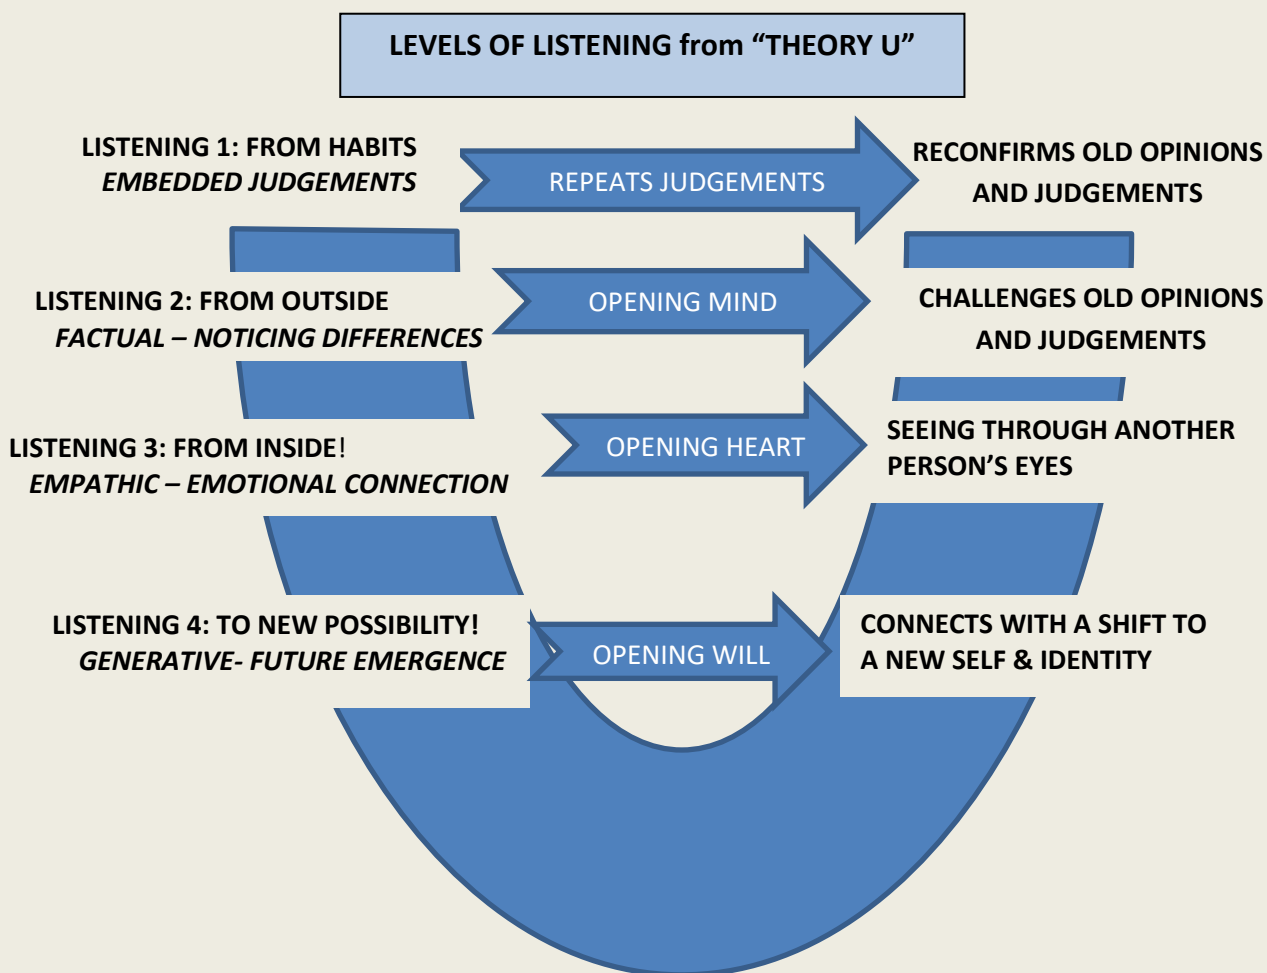 LEVELS OF LISTENING from “THEORY U”
LISTENING 1: FROM HABITS
EMBEDDED JUDGEMENTS
REPEATS JUDGEMENTS
RECONFIRMS OLD OPINIONS
AND JUDGEMENTS
LISTENING 2: FROM OUTSIDE
FACTUAL – NOTICING DIFFERENCES
OPENING MIND
CHALLENGES OLD OPINIONS
AND JUDGEMENTS
LISTENING 3: FROM INSIDE!
EMPATHIC – EMOTIONAL CONNECTION
OPENING HEART
SEEING THROUGH ANOTHER
PERSON’S EYES
LISTENING 4: TO NEW POSSIBILITY!
GENERATIVE- FUTURE EMERGENCE
OPENING WILL
CONNECTS WITH A SHIFT TO
A NEW SELF & IDENTITY